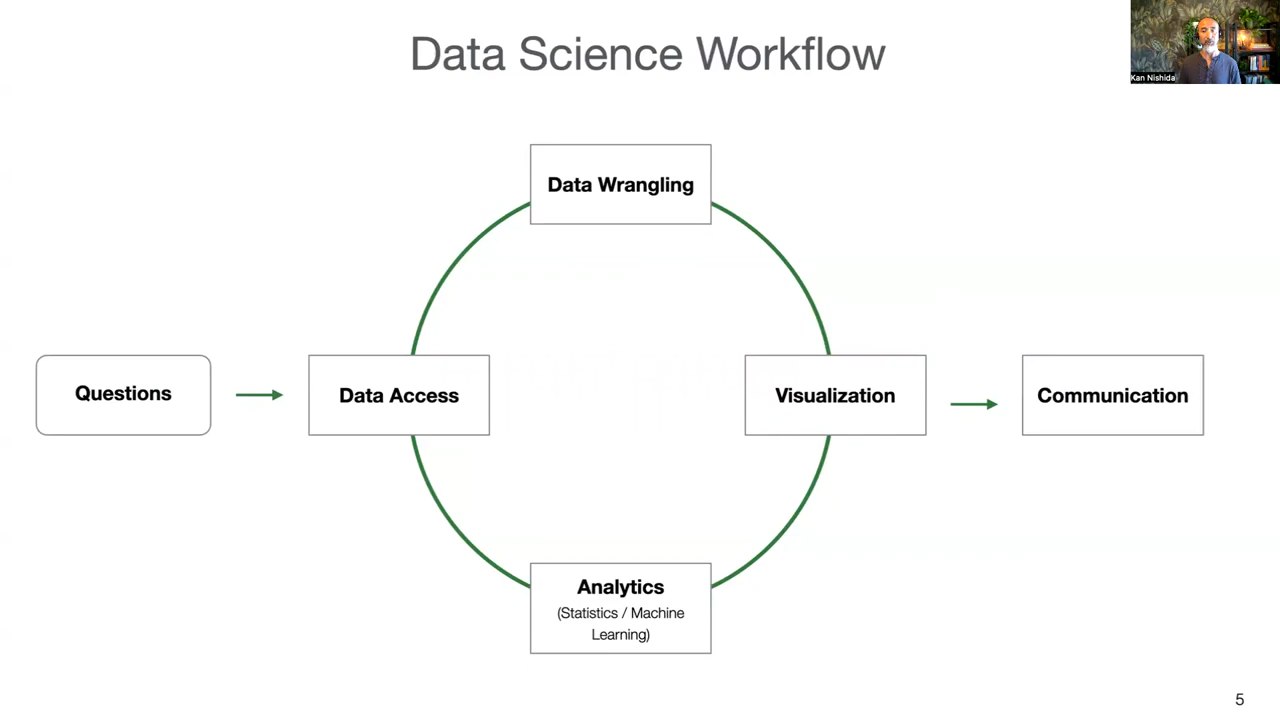 Data Science Workflow
Kan Nishida
Data Wrangling
Questions
Data Access
Visualization
Communication
Analytics
(Statistics / Machine
Learning)
5